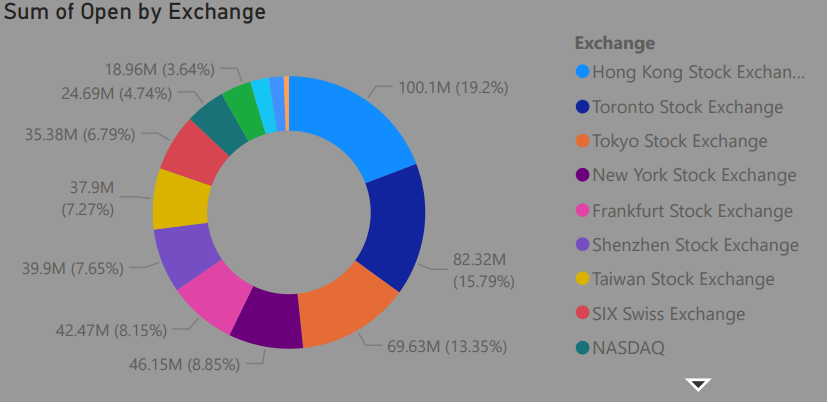 Sum of Open by Exchange
18.96M (3.64%)
24.69M (4.74%)
35.38M (6.79%)
37.9M
(7.27%)
39.9M (7.65%)
42.47M (8.15%)
46.15M (8.85%)
100.1M (19.2%)
82.32M
(15.79%)
69.63M (13.35%)
Exchange
Hong Kong Stock Exchan...
Toronto Stock Exchange
Tokyo Stock Exchange
New York Stock Exchange
Frankfurt Stock Exchange
Shenzhen Stock Exchange
Taiwan Stock Exchange
SIX Swiss Exchange
NASDAQ